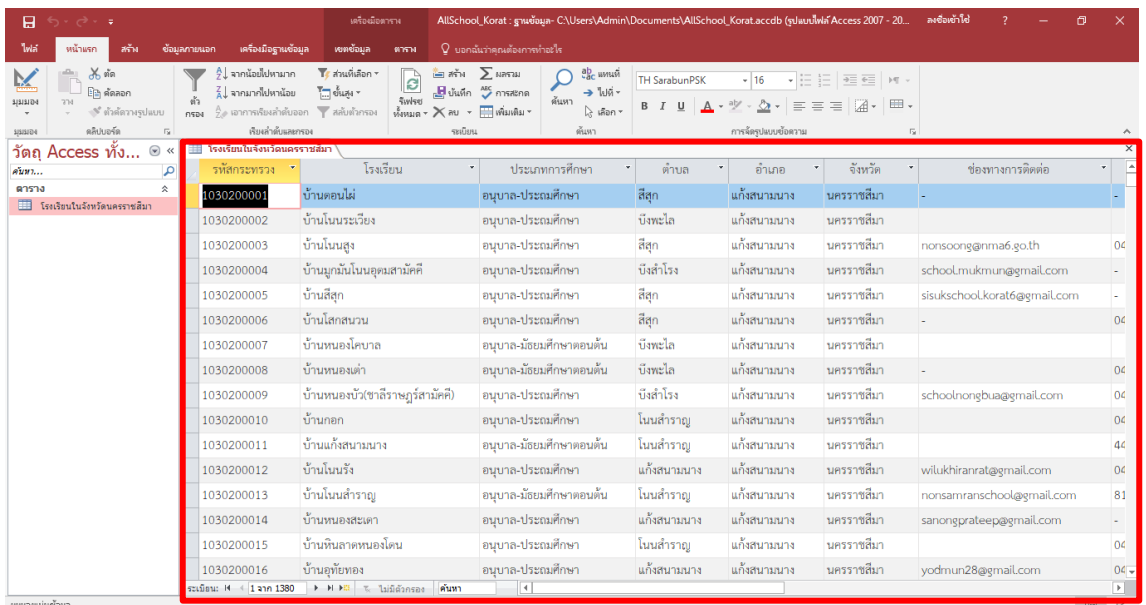 เครื่องมือตาราง AllSchool_Korat : ฐานข้อมูล- C:\Users\Admin\Documents\AllSchool_Korat.accdb (รูปแบบไฟล์ Access 2007 - 20... ลงชื่อเข้าใช้ ?
ไฟล์ หน้าแรก สร้าง ข้อมูลภายนอก เครื่องมือฐานข้อมูล เขตข้อมูล ตาราง บอกฉันว่าคุณต้องการทำอะไร
มุมมอง วาง ตัด คัดลอก ตัวคัดวางรูปแบบ
ตัวกรอง จากน้อยไปหามาก จากมากไปหาน้อย เอาการเรียงลำดับออก ส่วนที่เลือก ขั้นสูง สลับตัวกรอง
รีเฟรชทั้งหมด สร้าง บันทึก ลบ ผลรวม การสะกด เพิ่มเติม
ค้นหา แทนที่ ไปที่ เลือก
TH SarabunPSK 16
B I U A
มุมมอง คลิปบอร์ด เรียงลำดับและกรอง ระเบียน ค้นหา การจัดรูปแบบข้อความ
วัตถุ Access ทั้ง...
ค้นหา...
ตาราง
โรงเรียนในจังหวัดนครราชสีมา
โรงเรียนในจังหวัดนครราชสีมา
รหัสกระทรวง โรงเรียน ประเภทการศึกษา ตำบล อำเภอ จังหวัด ช่องทางการติดต่อ
1030200001 บ้านดอนไผ่ อนุบาล-ประถมศึกษา สีสุก แก้งสนามนาง นครราชสีมา - -
1030200002 บ้านโนนระเวียง อนุบาล-ประถมศึกษา บึงพะไล แก้งสนามนาง นครราชสีมา
1030200003 บ้านโนนสูง อนุบาล-ประถมศึกษา สีสุก แก้งสนามนาง นครราชสีมา nonsoong@nma6.go.th 04
1030200004 บ้านมูกมันโนนอุดมสามัคคี อนุบาล-ประถมศึกษา บึงสำโรง แก้งสนามนาง นครราชสีมา school.mukmun@gmail.com -
1030200005 บ้านสีสุก อนุบาล-ประถมศึกษา สีสุก แก้งสนามนาง นครราชสีมา sisukschool.korat6@gmail.com -
1030200006 บ้านโสกสนวน อนุบาล-ประถมศึกษา สีสุก แก้งสนามนาง นครราชสีมา - 04
1030200007 บ้านหนองโคบาล อนุบาล-มัธยมศึกษาตอนต้น บึงพะไล แก้งสนามนาง นครราชสีมา
1030200008 บ้านหนองเต่า อนุบาล-มัธยมศึกษาตอนต้น บึงพะไล แก้งสนามนาง นครราชสีมา - 04
1030200009 บ้านหนองบัว(ชาลีราษฎร์สามัคคี) อนุบาล-ประถมศึกษา บึงสำโรง แก้งสนามนาง นครราชสีมา schoolnongbua@gmail.com 04
1030200010 บ้านกอก อนุบาล-ประถมศึกษา โนนสำราญ แก้งสนามนาง นครราชสีมา 04
1030200011 บ้านแก้งสนามนาง อนุบาล-มัธยมศึกษาตอนต้น โนนสำราญ แก้งสนามนาง นครราชสีมา 44
1030200012 บ้านโนนรัง อนุบาล-ประถมศึกษา แก้งสนามนาง แก้งสนามนาง นครราชสีมา wilukhiranrat@gmail.com 04
1030200013 บ้านโนนสำราญ อนุบาล-มัธยมศึกษาตอนต้น โนนสำราญ แก้งสนามนาง นครราชสีมา nonsamranschool@gmail.com 81
1030200014 บ้านหนองสะเดา อนุบาล-ประถมศึกษา แก้งสนามนาง แก้งสนามนาง นครราชสีมา sanongprateep@gmail.com -
1030200015 บ้านหินลาดหนองโดน อนุบาล-ประถมศึกษา โนนสำราญ แก้งสนามนาง นครราชสีมา 04
1030200016 บ้านอุทัยทอง อนุบาล-ประถมศึกษา แก้งสนามนาง แก้งสนามนาง นครราชสีมา yodmun28@gmail.com 04
ระเบียน: 1 จาก 1380 ไม่มีตัวกรอง ค้นหา